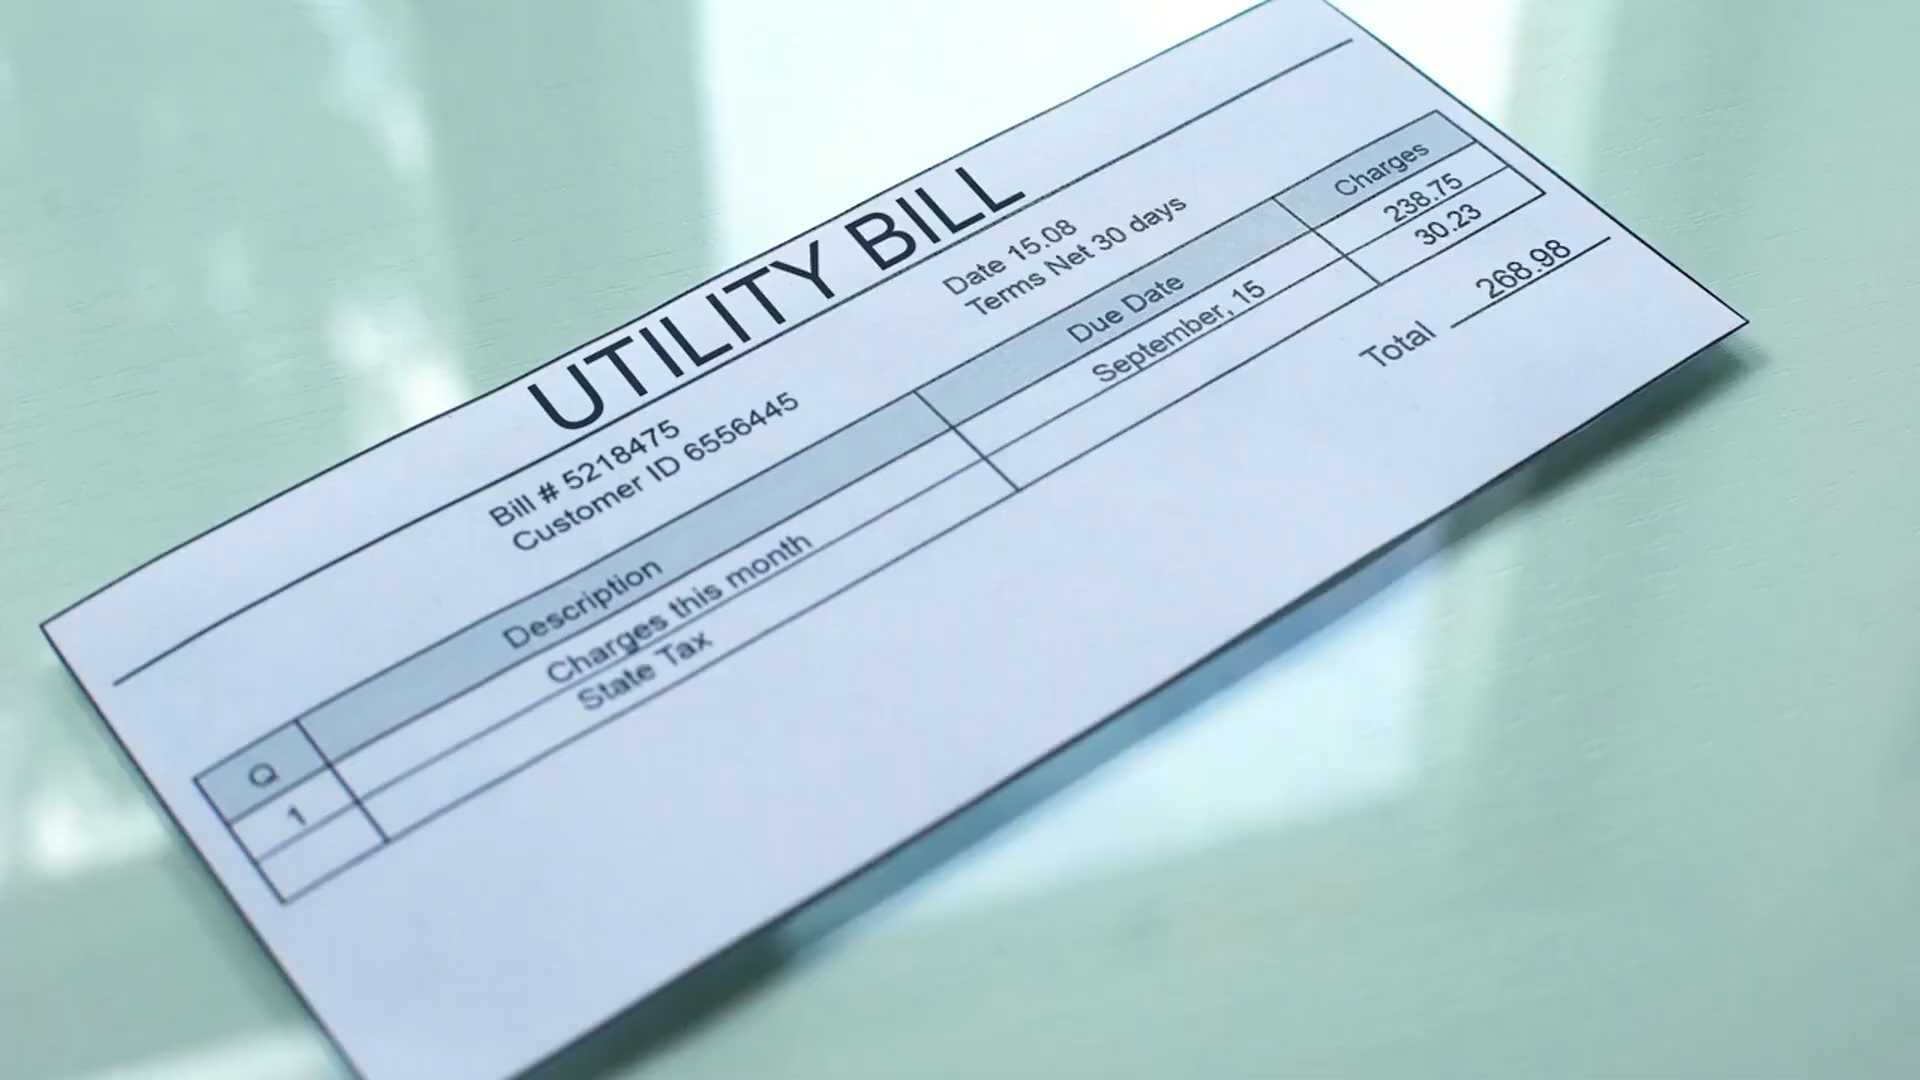 UTILITY BILL
Bill # 5218475
Customer ID 6556445
Date 15.08
Terms Net 30 days
Q Description Due Date Charges
1 Charges this month September, 15 238.75
State Tax 30.23
Total 268.98